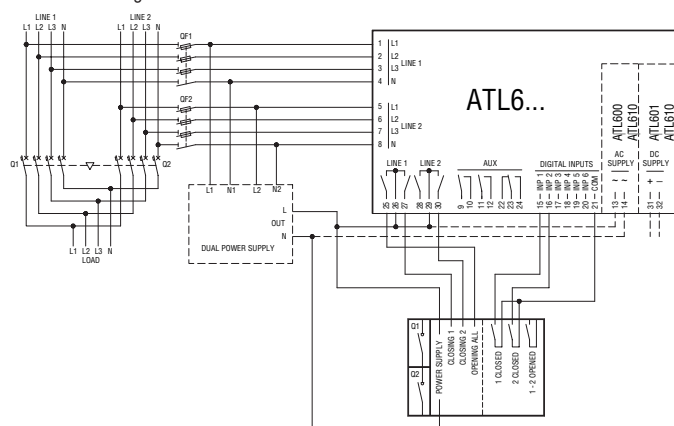 LINE 1 LINE 2
L1 L2 L3 N L1 L2 L3 N
QF1
1 L1
2 L2
3 L3
4 N
LINE 1
QF2
5 L1
6 L2
7 L3
8 N
LINE 2
ATL6...
ATL600
ATL610
ATL601
ATL610
AC
SUPPLY
DC
SUPPLY
~ ~
+ -
Q1 Q2
LINE 1 LINE 2 AUX DIGITAL INPUTS
INP 1
INP 2
INP 3
INP 4
INP 5
INP 6
COM
25 26 27 28 29 30 9 10 11 12 22 23 24 15 16 17 18 19 20 21 13 14 31 32
L1 N1 L2 N2
L
OUT
N
DUAL POWER SUPPLY
L1 L2 L3 N
LOAD
Q1
Q2
POWER SUPPLY
CLOSING 1
CLOSING 2
OPENING ALL
1 CLOSED
2 CLOSED
1 - 2 OPENED